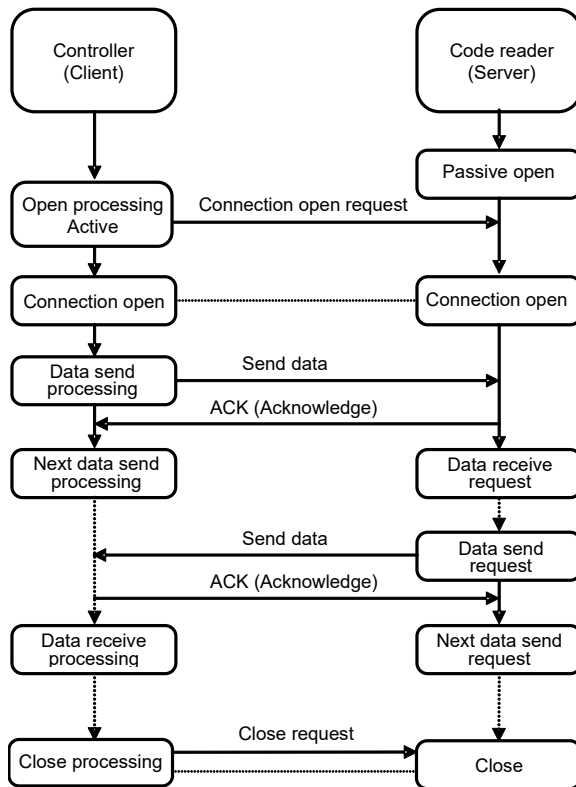 Controller
(Client)
Code reader
(Server)
Passive open
Open processing
Active
Connection open request
Connection open
Connection open
Data send
processing
Send data
ACK (Acknowledge)
Next data send
processing
Data receive
request
Send data
Data send
request
ACK (Acknowledge)
Data receive
processing
Next data send
request
Close request
Close processing
Close